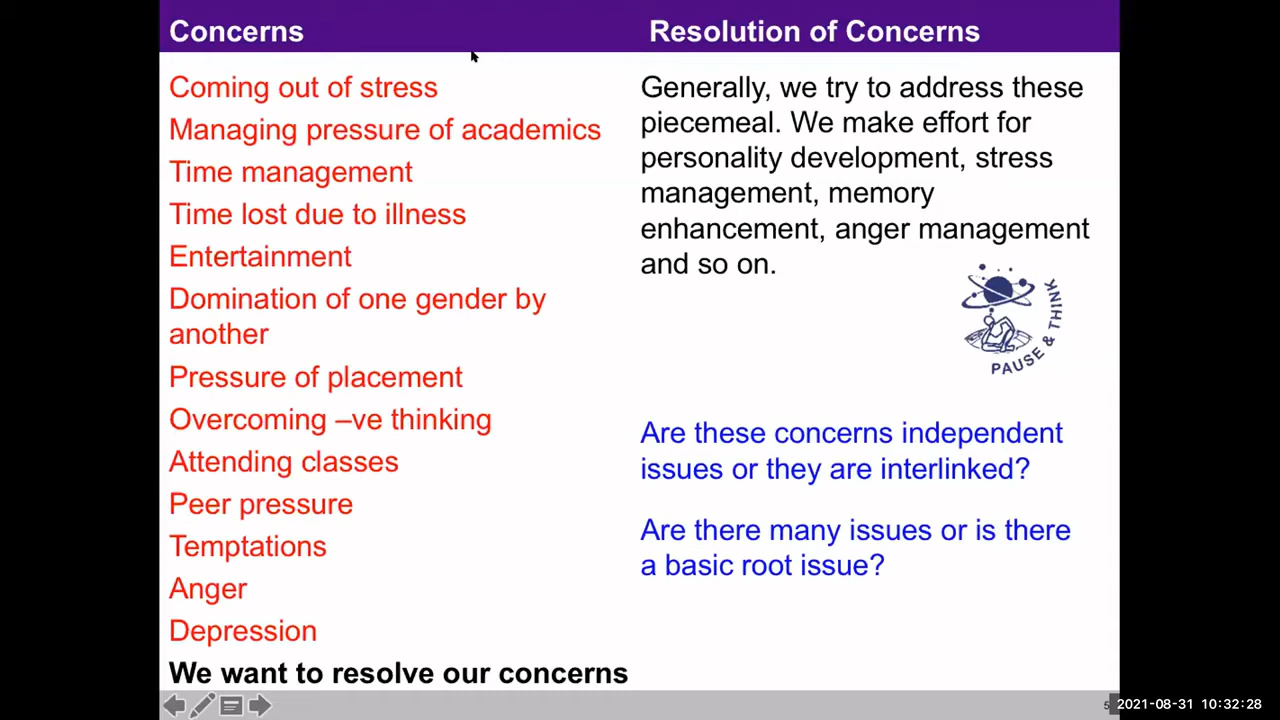 Concerns
Coming out of stress
Managing pressure of academics
Time management
Time lost due to illness
Entertainment
Domination of one gender by
another
Pressure of placement
Overcoming –ve thinking
Attending classes
Peer pressure
Temptations
Anger
Depression
We want to resolve our concerns
Resolution of Concerns
Generally, we try to address these
piecemeal. We make effort for
personality development, stress
management, memory
enhancement, anger management
and so on.
PAUSE & THINK
Are these concerns independent
issues or they are interlinked?
Are there many issues or is there
a basic root issue?
2021-08-31 10:32:28